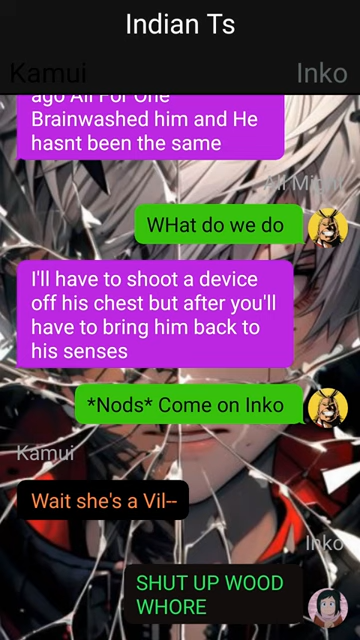 Indian Ts
Kamui
Inko
ago All For One
Brainwashed him and He
hasnt been the same
All Might
WHat do we do
I'll have to shoot a device
off his chest but after you'll
have to bring him back to
his senses
*Nods* Come on Inko
Kamui
Wait she's a Vil--
Inko
SHUT UP WOOD
WHORE